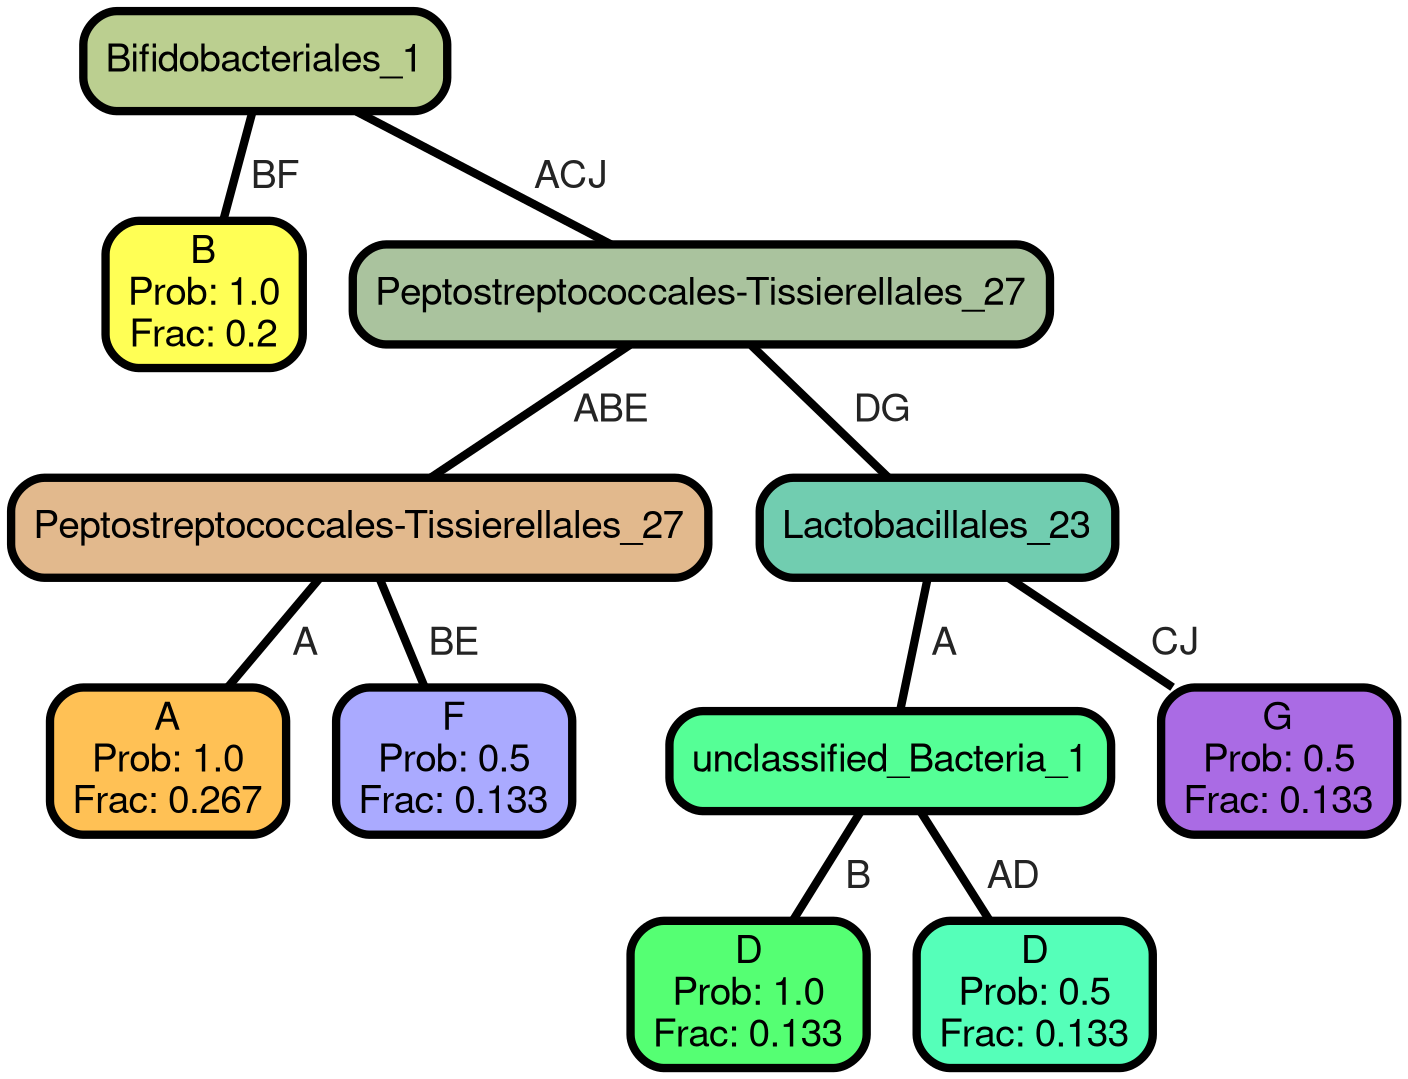 Bifidobacteriales_1
BF
ACJ
B
Prob: 1.0
Frac: 0.2
Peptostreptococcales-Tissierellales_27
ABE
DG
Peptostreptococcales-Tissierellales_27
Lactobacillales_23
A
BE
A
CJ
A
Prob: 1.0
Frac: 0.267
F
Prob: 0.5
Frac: 0.133
unclassified_Bacteria_1
G
Prob: 0.5
Frac: 0.133
B
AD
D
Prob: 1.0
Frac: 0.133
D
Prob: 0.5
Frac: 0.133